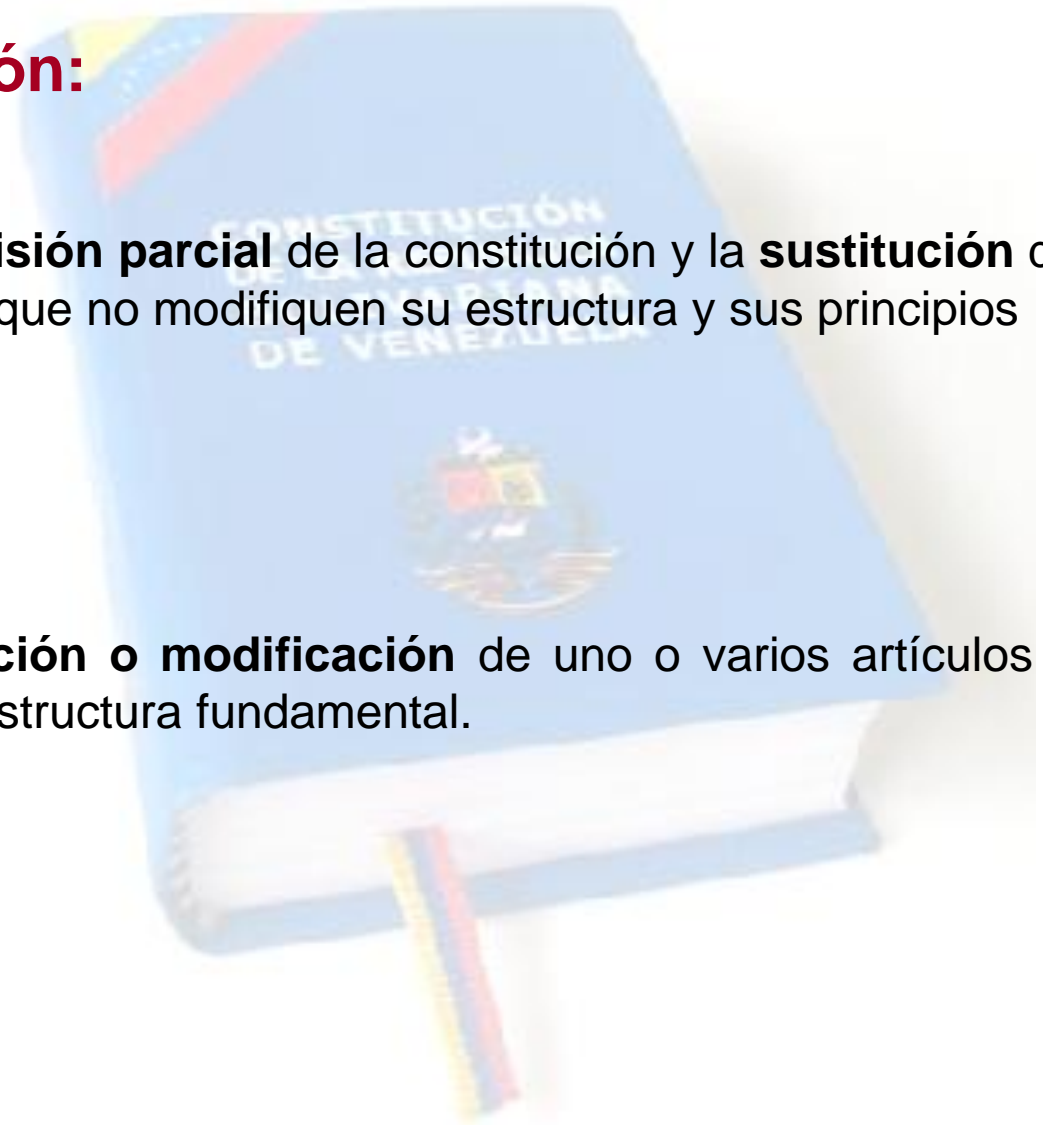 ón:
isión parcial de la constitución y la sustitución
que no modifiquen su estructura y sus principios
CONSTITUCIÓN
DE VENEZUELA
ción o modificación de uno o varios artículos
structura fundamental.